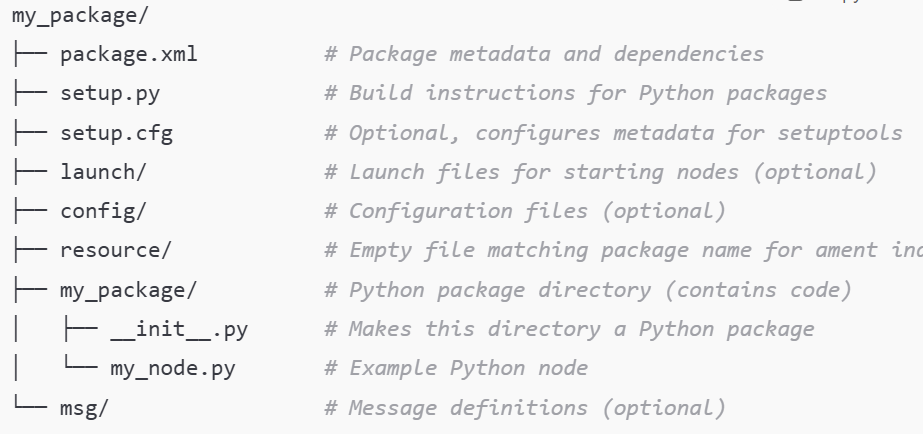 my_package/
├── package.xml # Package metadata and dependencies
├── setup.py # Build instructions for Python packages
├── setup.cfg # Optional, configures metadata for setuptools
├── launch/ # Launch files for starting nodes (optional)
├── config/ # Configuration files (optional)
├── resource/ # Empty file matching package name for ament
├── my_package/ # Python package directory (contains code)
│   ├── __init__.py # Makes this directory a Python package
│   └── my_node.py # Example Python node
└── msg/ # Message definitions (optional)